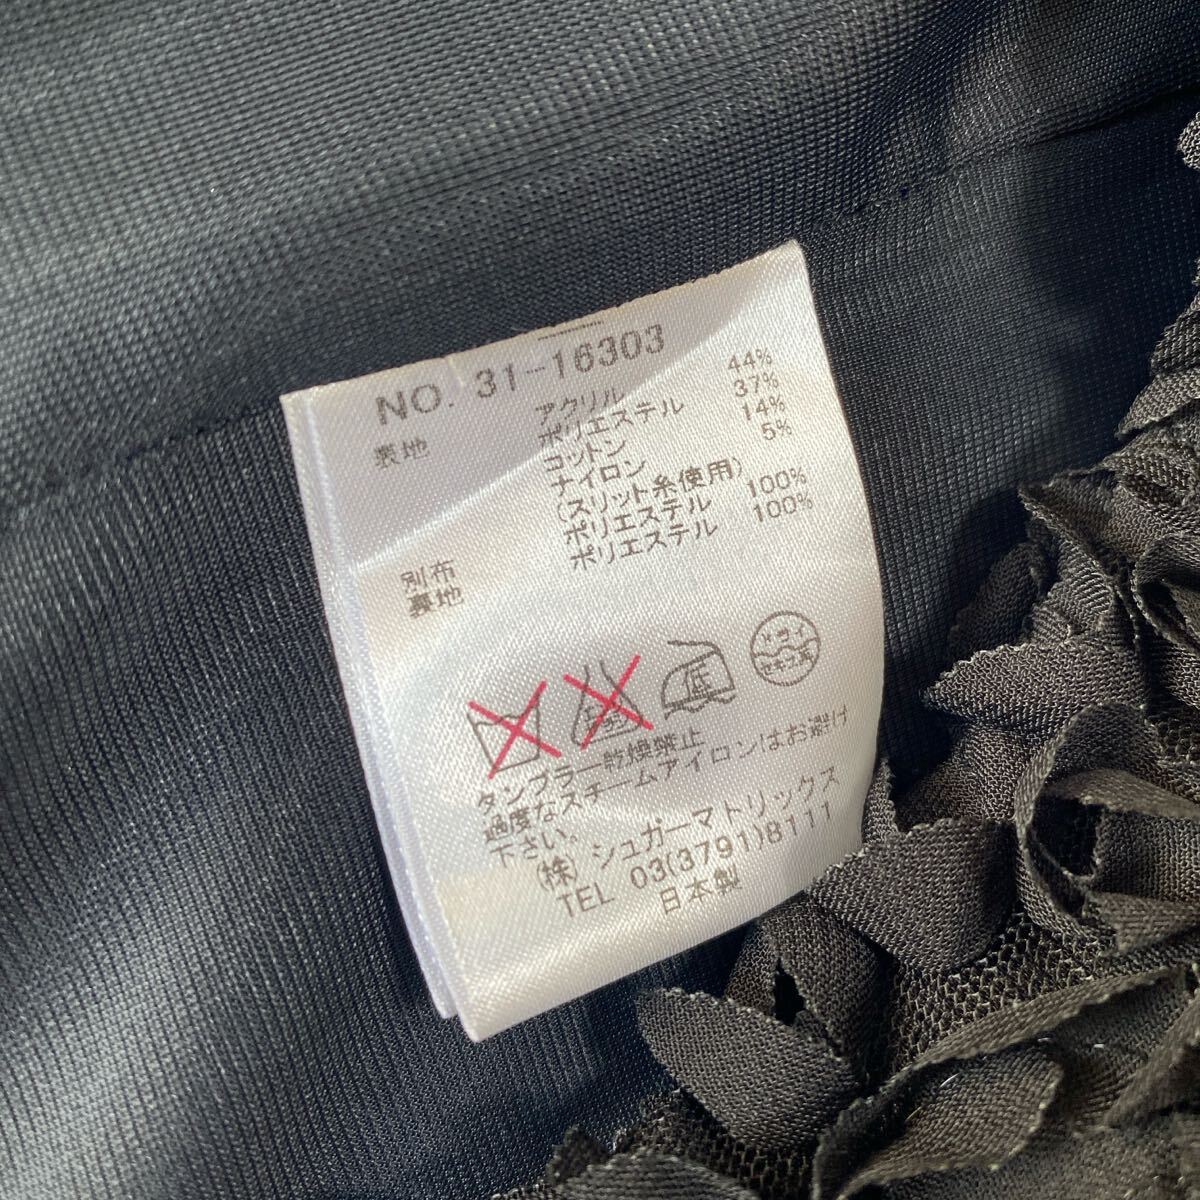 NO. 31-16303
表地 アクリル 44%
ポリエステル 37%
コットン 14%
ナイロン 5%
(スリット糸使用)
別布 ポリエステル 100%
裏地 ポリエステル 100%
低
ドライ
タンブラー乾燥禁止
過度なスチームアイロンはお避け
下さい。
(株) シュガーマトリックス
TEL 03(3791)8111
日本製